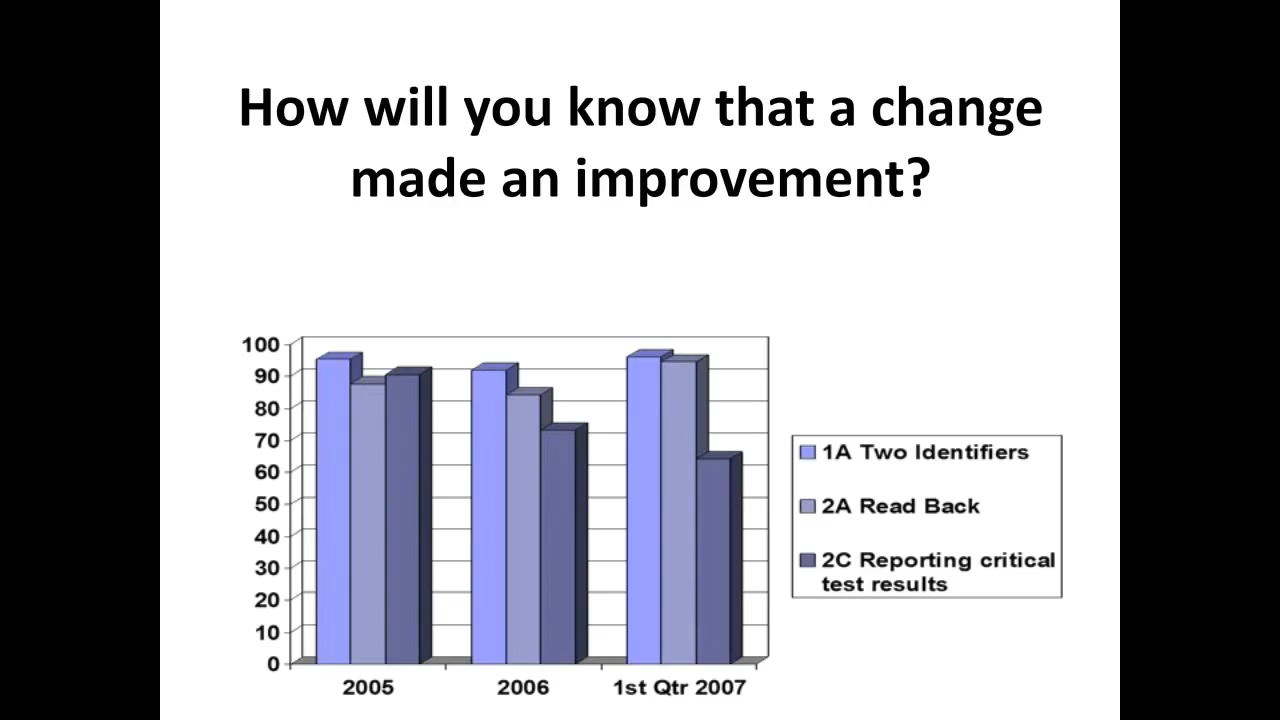 How will you know that a change
made an improvement?
100
90
80
70
60
50
40
30
20
10
0
2005
2006
1st Qtr 2007
1A Two Identifiers
2A Read Back
2C Reporting critical
test results